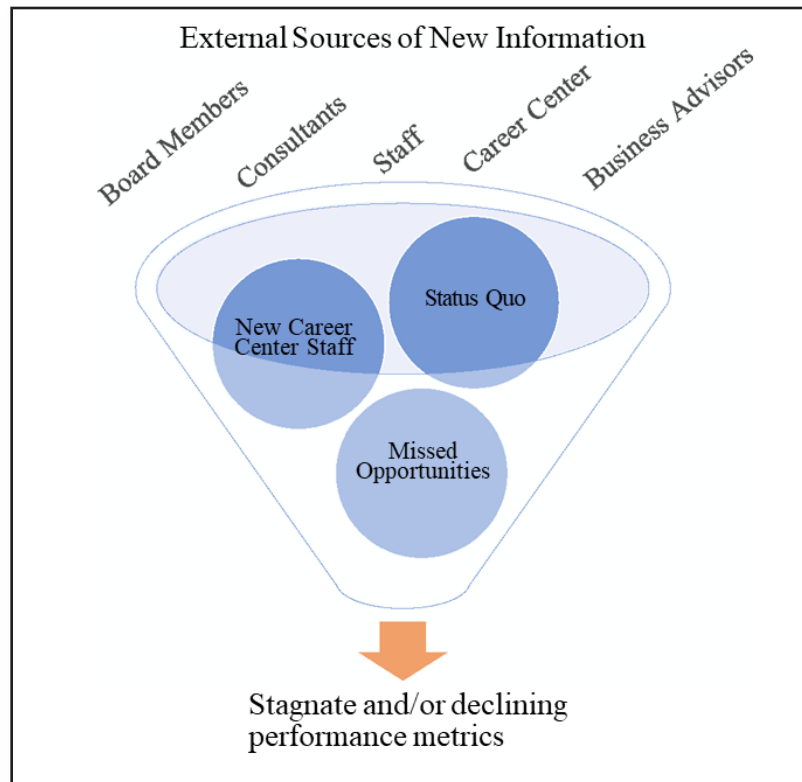 External Sources of New Information
Board Members
Consultants
Staff
Career Center
Business Advisors
Status Quo
New Career
Center Staff
Missed
Opportunities
Stagnate and/or declining
performance metrics